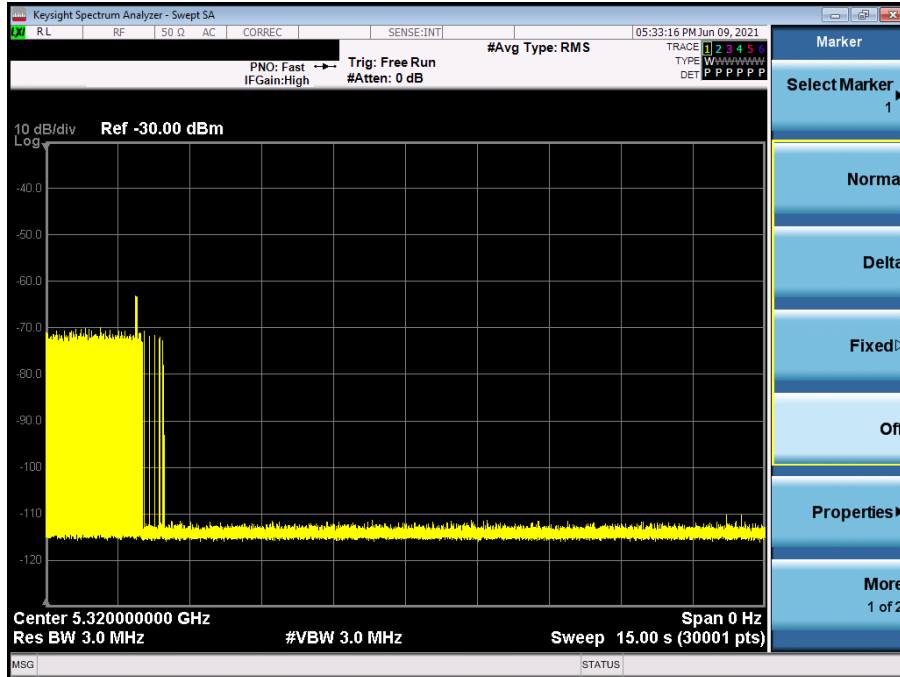 Keysight Spectrum Analyzer - Swept SA
LXI RL RF 50 Ω AC CORREC SENSE:INT 05:33:16 PM Jun 09, 2021
#Avg Type: RMS
TRACE 1 2 3 4 5 6
PNO: Fast Trig: Free Run
TYPE WWWWWW
IFGain:High #Atten: 0 dB
DET P P P P P P
10 dB/div Ref -30.00 dBm
Log
-40.0
-50.0
-60.0
-70.0
-80.0
-90.0
-100
-110
-120
Center 5.320000000 GHz Span 0 Hz
Res BW 3.0 MHz #VBW 3.0 MHz Sweep 15.00 s (30001 pts)
MSG STATUS
Marker
Select Marker
1
Norma
Delta
Fixed
Off
Properties
More
1 of 2